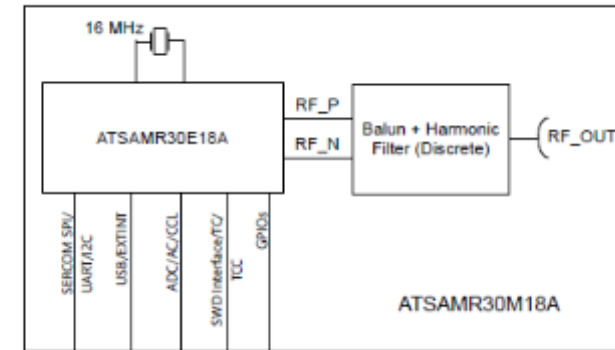 16 MHz
ATSAMR30E18A
RF_P
RF_N
Balun + Harmonic
Filter (Discrete)
RF_OUT
SERCOM SPI/
UART/I2C
USB/EXTINT
ADC/AC/CCL
SWD Interface/TC/
TCC
GPIOs
ATSAMR30M18A